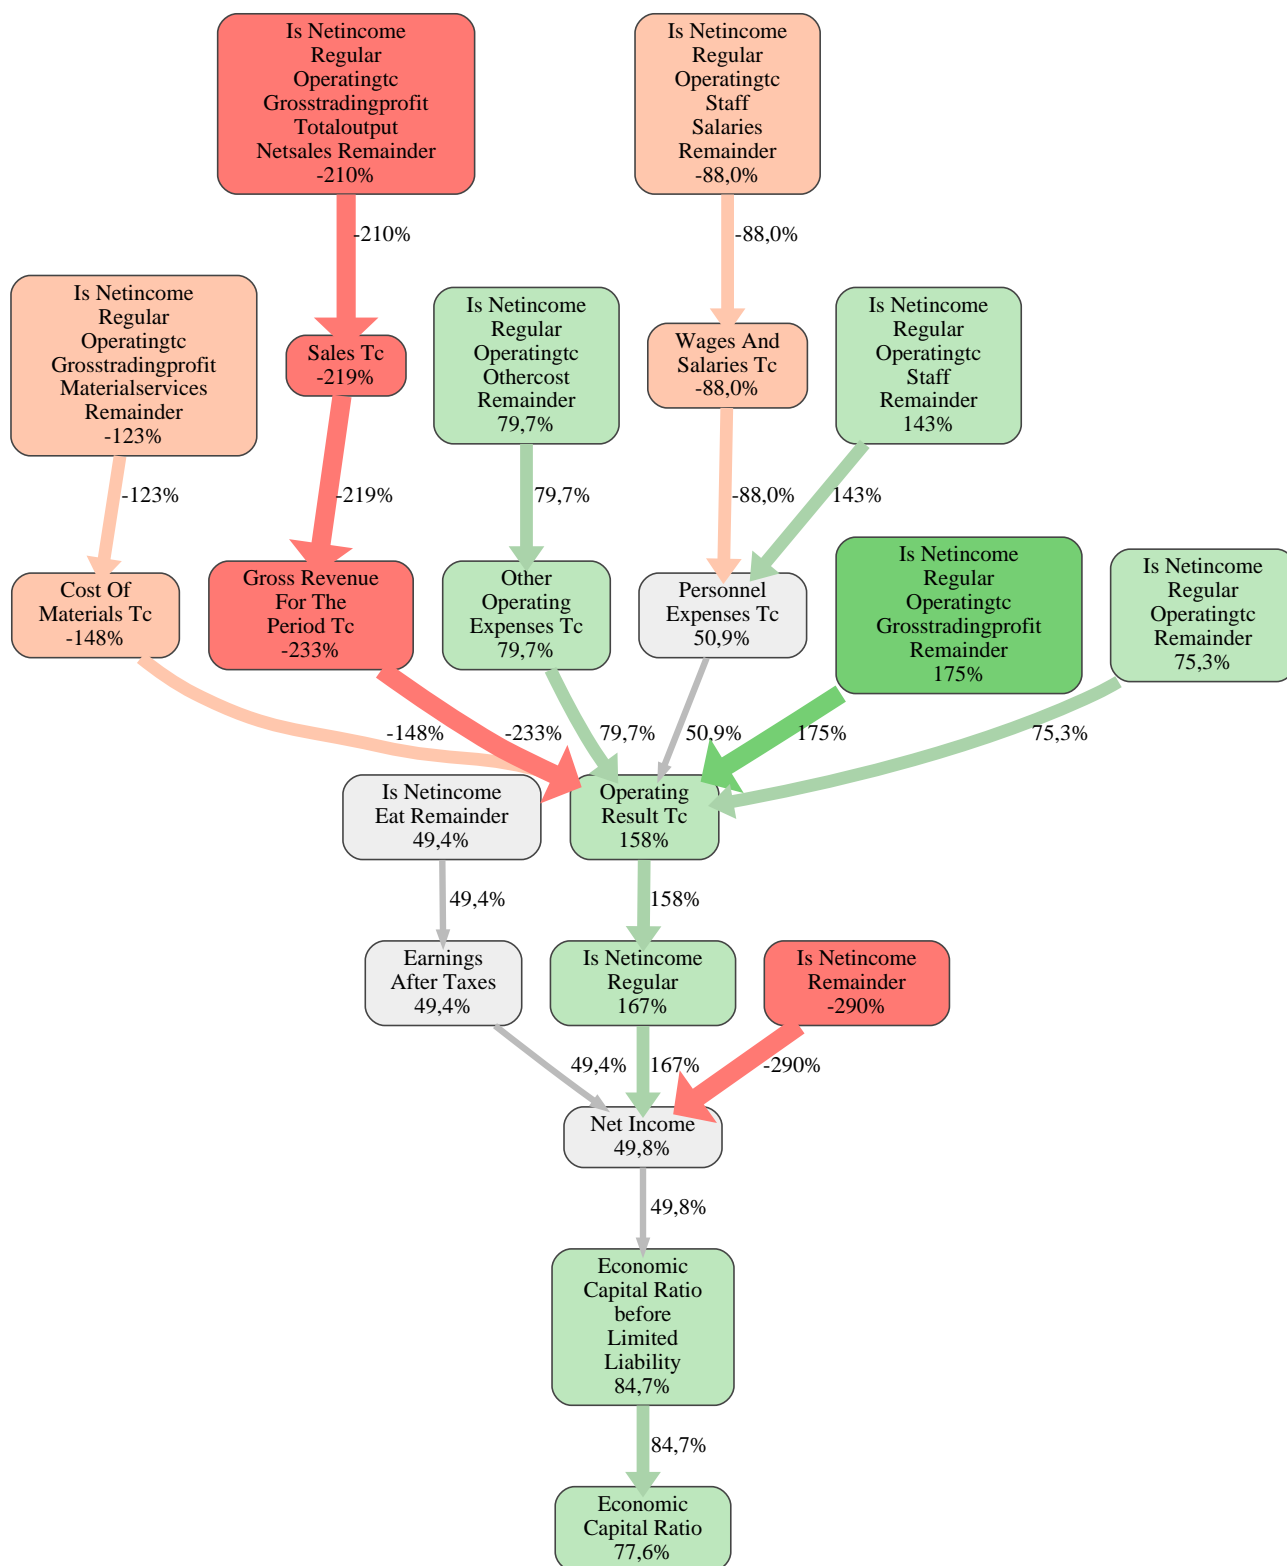 Is Netincome
Regular
Operatingtc
Grosstradingprofit
Totaloutput
Netsales Remainder
-210%
Is Netincome
Regular
Operatingtc
Staff
Salaries
Remainder
-88,0%
-210%
-88,0%
Is Netincome
Regular
Operatingtc
Grosstradingprofit
Materialservices
Remainder
-123%
Sales Tc
-219%
Is Netincome
Regular
Operatingtc
Othercost
Remainder
79,7%
Wages And
Salaries Tc
-88,0%
Is Netincome
Regular
Operatingtc
Staff
Remainder
143%
-123%
-219%
79,7%
-88,0%
143%
Cost Of
Materials Tc
-148%
Gross Revenue
For The
Period Tc
-233%
Other
Operating
Expenses Tc
79,7%
Personnel
Expenses Tc
50,9%
Is Netincome
Regular
Operatingtc
Grosstradingprofit
Remainder
175%
Is Netincome
Regular
Operatingtc
Remainder
75,3%
-148%
-233%
79,7%
50,9%
175%
75,3%
Is Netincome
Eat Remainder
49,4%
Operating
Result Tc
158%
49,4%
158%
Earnings
After Taxes
49,4%
Is Netincome
Regular
167%
Is Netincome
Remainder
-290%
49,4%
167%
-290%
Net Income
49,8%
49,8%
Economic
Capital Ratio
before
Limited
Liability
84,7%
84,7%
Economic
Capital Ratio
77,6%